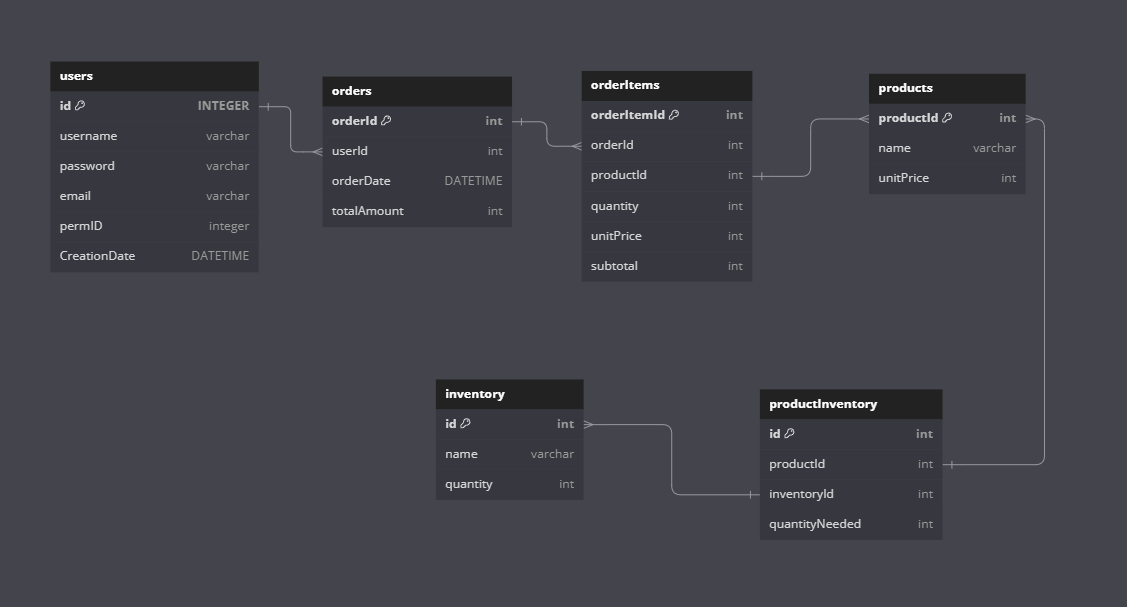 users
id INTEGER
username varchar
password varchar
email varchar
permID integer
CreationDate DATETIME
orders
orderId int
userId int
orderDate DATETIME
totalAmount int
orderItems
orderItemId int
orderId int
productId int
quantity int
unitPrice int
subtotal int
products
productId int
name varchar
unitPrice int
inventory
id int
name varchar
quantity int
productInventory
id int
productId int
inventoryId int
quantityNeeded int